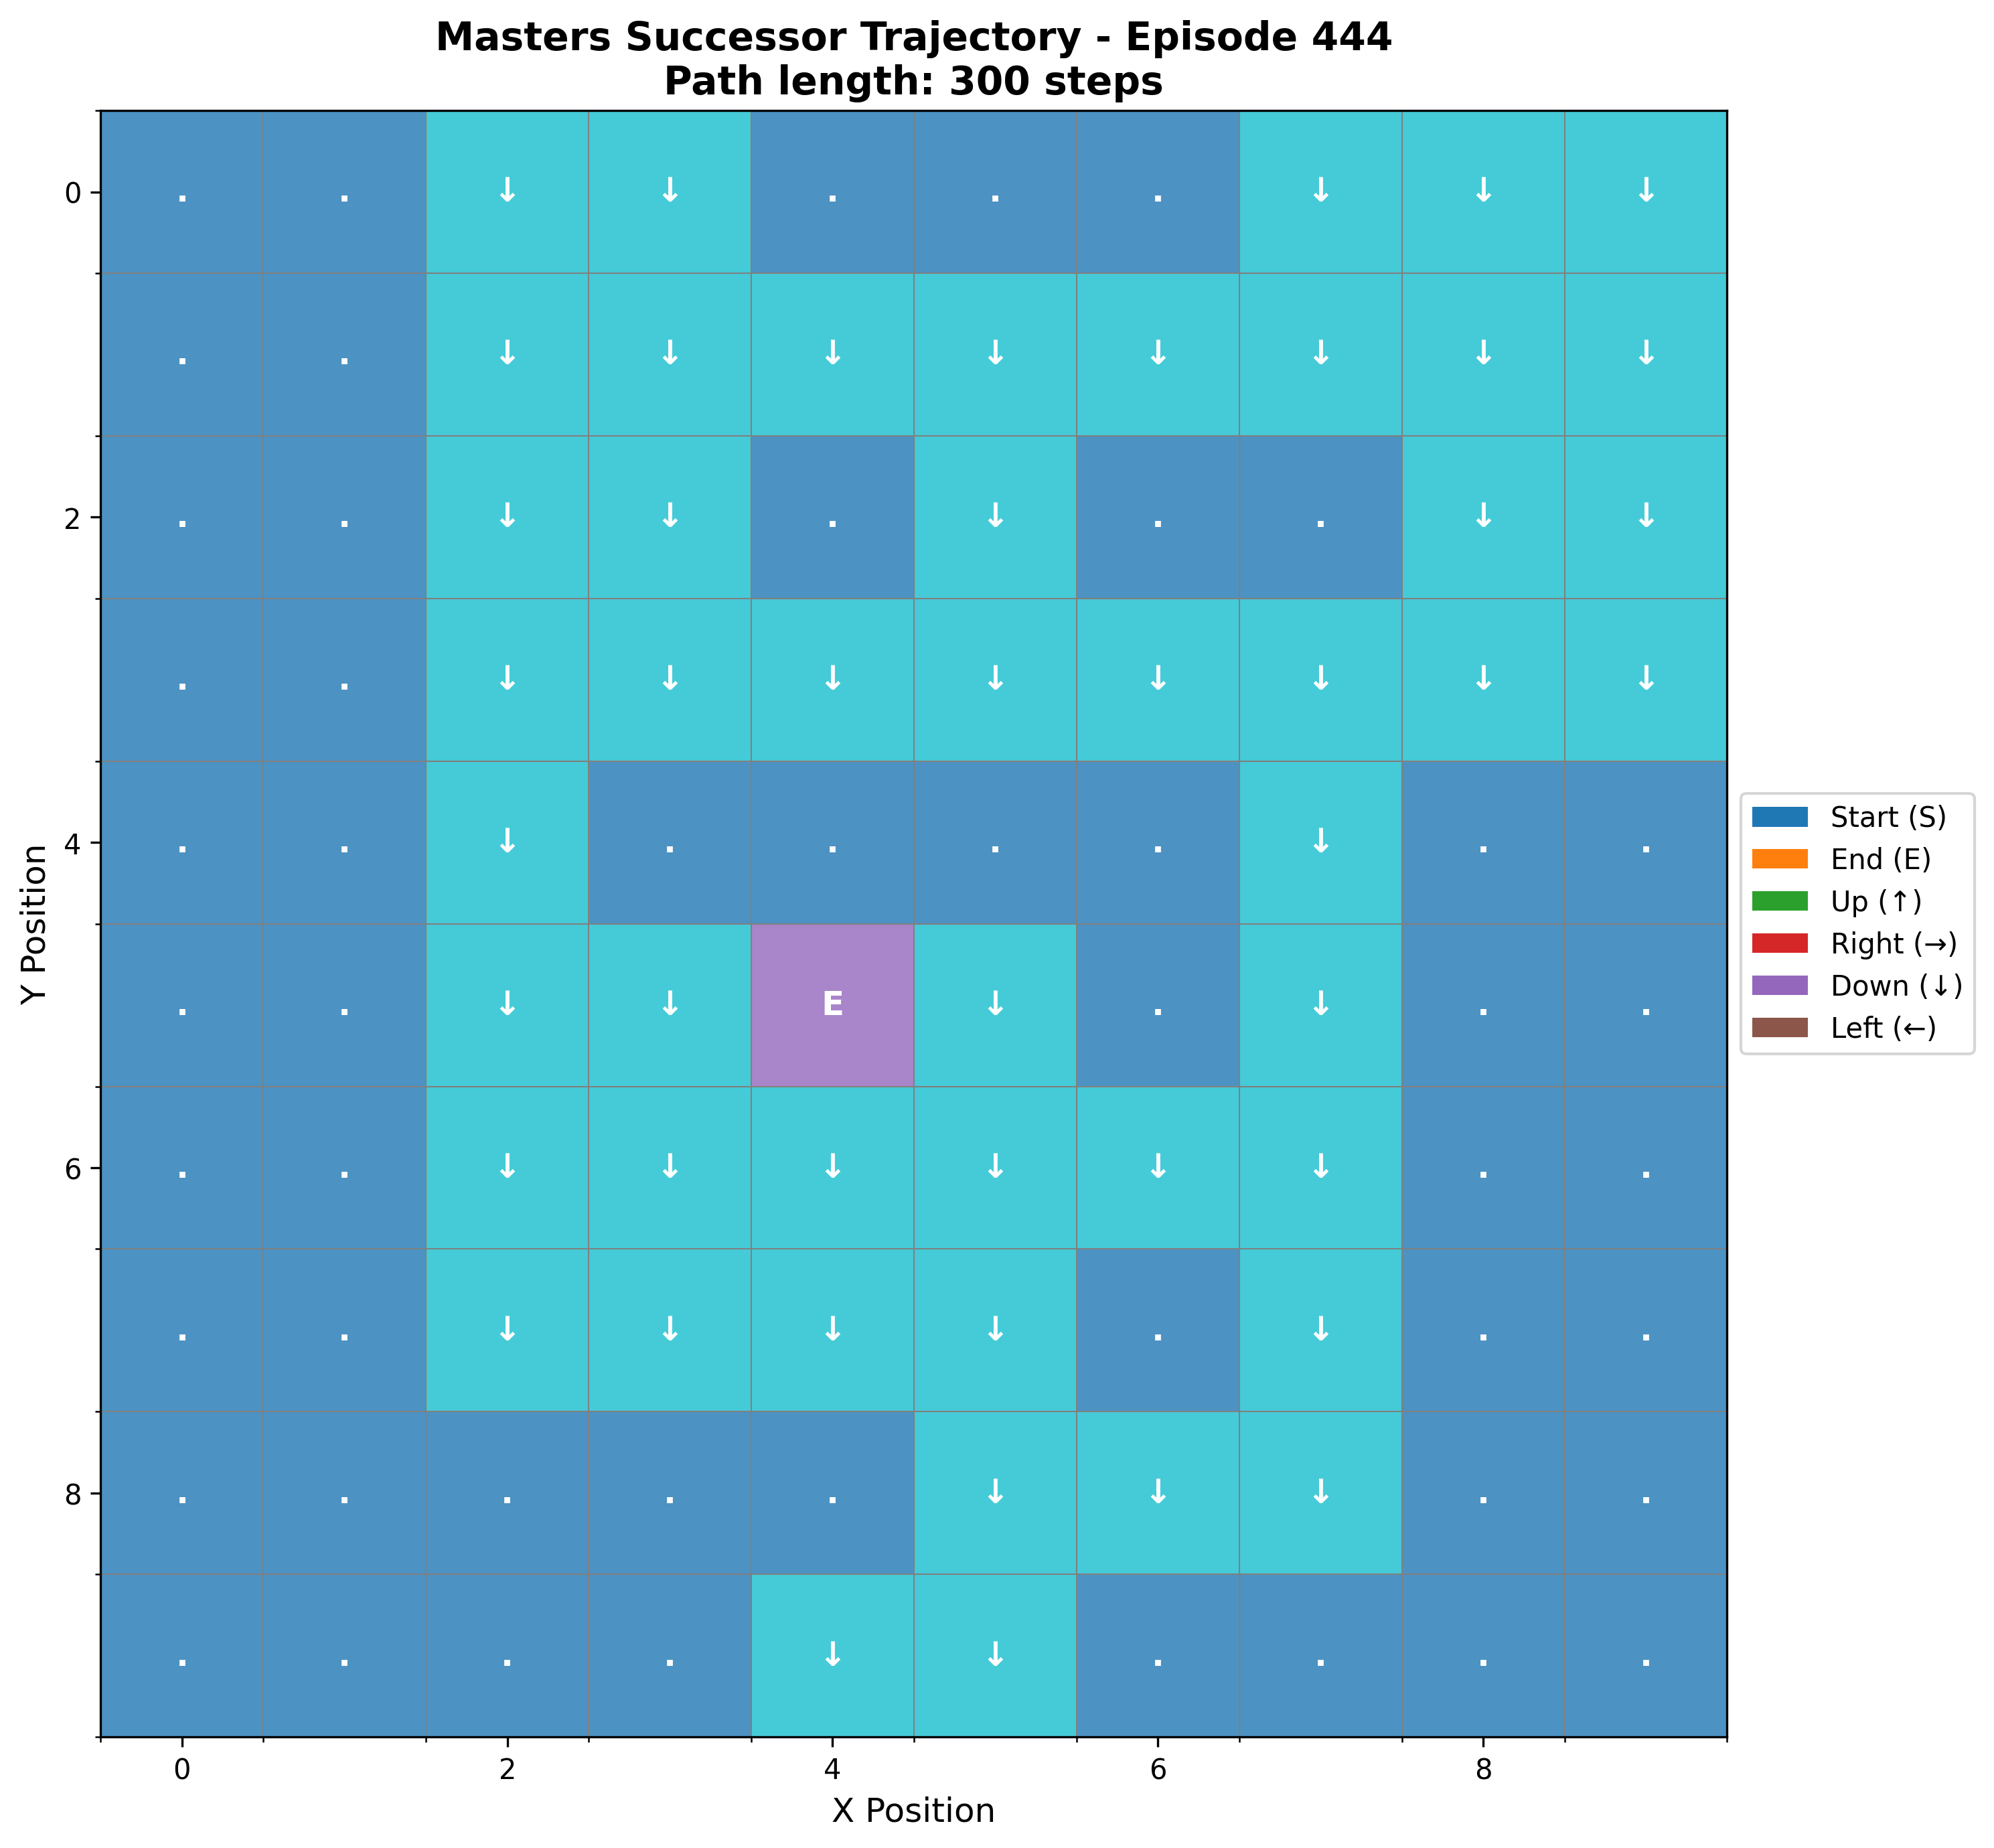 Masters Successor Trajectory - Episode 444
Path length: 300 steps
0 . . ↓ ↓ . . . ↓ ↓ ↓
. . ↓ ↓ ↓ ↓ ↓ ↓ ↓ ↓
2 . . ↓ ↓ . ↓ . . ↓ ↓
. . ↓ ↓ ↓ ↓ ↓ ↓ ↓ ↓
4 . . ↓ . . . . ↓ . .
. . ↓ ↓ E ↓ . ↓ . .
6 . . ↓ ↓ ↓ ↓ ↓ ↓ . .
. . ↓ ↓ ↓ ↓ . ↓ . .
8 . . . . . ↓ ↓ ↓ . .
. . . . ↓ ↓ . . . .
0 2 4 6 8
X Position
Y Position
Start (S)
End (E)
Up (↑)
Right (→)
Down (↓)
Left (←)